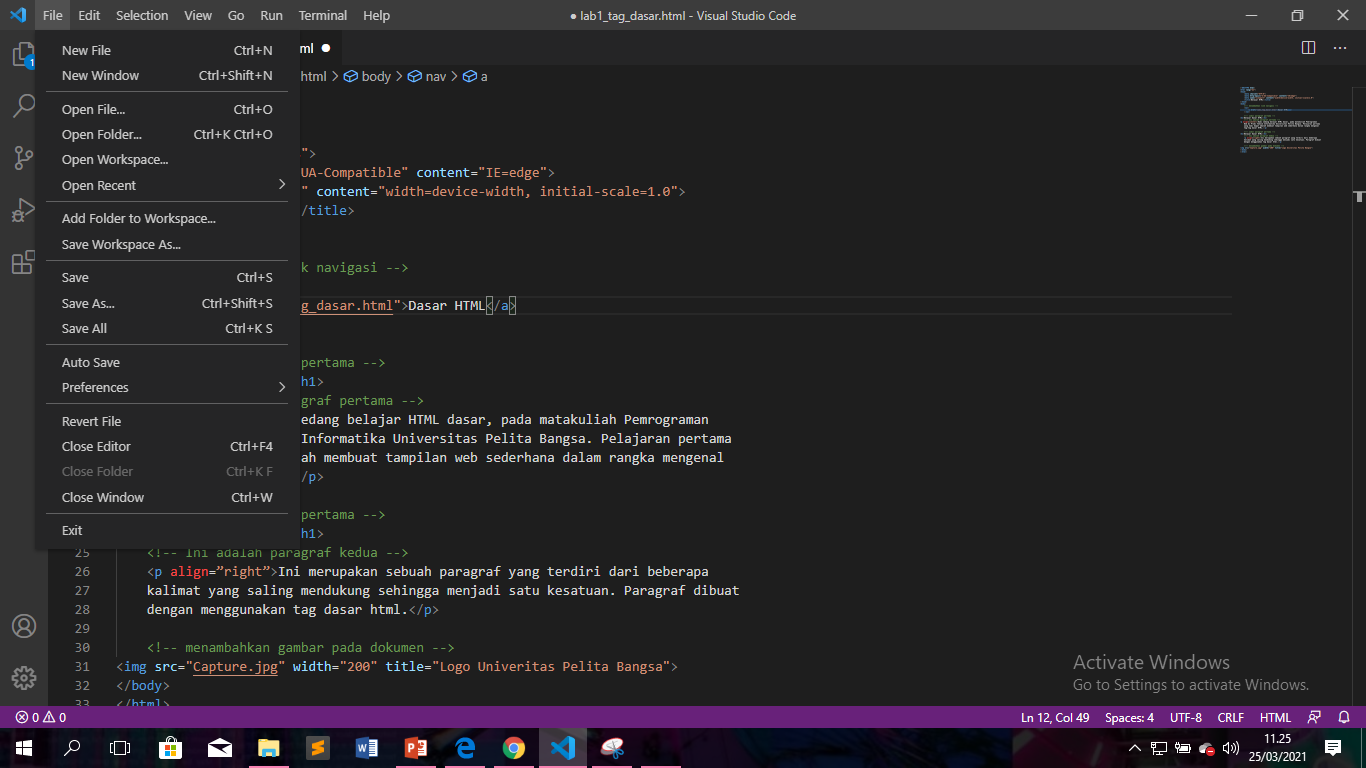 File Edit Selection View Go Run Terminal Help ● lab1_tag_dasar.html - Visual Studio Code
New File Ctrl+N
New Window Ctrl+Shift+N
Open File... Ctrl+O
Open Folder... Ctrl+K Ctrl+O
Open Workspace...
Open Recent
Add Folder to Workspace...
Save Workspace As...
Save Ctrl+S
Save As... Ctrl+Shift+S
Save All Ctrl+K S
Auto Save
Preferences
Revert File
Close Editor Ctrl+F4
Close Folder Ctrl+K F
Close Window Ctrl+W
Exit
1
ml ●
html > body > nav > a
">
UA-Compatible" content="IE=edge">
" content="width=device-width, initial-scale=1.0">
/title>
k navigasi -->
g_dasar.html">Dasar HTML</a>
pertama -->
h1>
graf pertama -->
edang belajar HTML dasar, pada matakuliah Pemrograman
Informatika Universitas Pelita Bangsa. Pelajaran pertama
ah membuat tampilan web sederhana dalam rangka mengenal
/p>
pertama -->
h1>
25 <!-- Ini adalah paragraf kedua -->
26 <p align=”right”>Ini merupakan sebuah paragraf yang terdiri dari beberapa
27 kalimat yang saling mendukung sehingga menjadi satu kesatuan. Paragraf dibuat
28 dengan menggunakan tag dasar html.</p>
29
30 <!-- menambahkan gambar pada dokumen -->
31 <img src="Capture.jpg" width="200" title="Logo Univeritas Pelita Bangsa">
32 </body>
33 </html>
Activate Windows
Go to Settings to activate Windows.
0 0 Ln 12, Col 49 Spaces: 4 UTF-8 CRLF HTML
11.25
25/03/2021